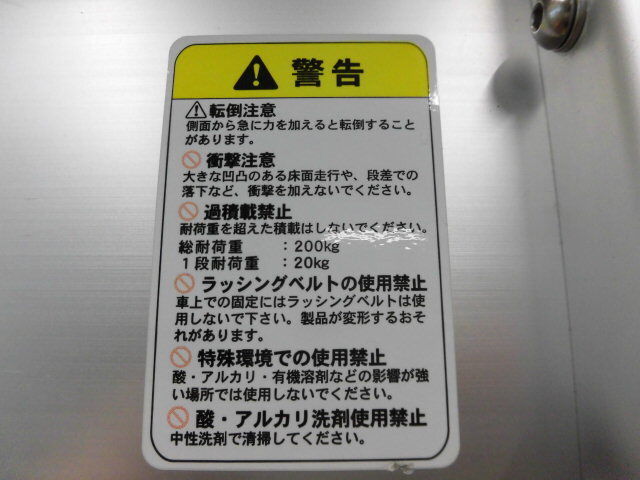 警告
転倒注意
側面から急に力を加えると転倒すること
があります。
衝撃注意
大きな凹凸のある床面走行や、段差での
落下など、衝撃を加えないでください。
過積載禁止
耐荷重を超えた積載はしないでください。
総耐荷重 : 200kg
1段耐荷重 : 20kg
ラッシングベルトの使用禁止
車上での固定にはラッシングベルトは使
用しないで下さい。製品が変形するおそ
れがあります。
特殊環境での使用禁止
酸・アルカリ・有機溶剤などの影響が強
い場所では使用しないでください。
酸・アルカリ洗剤使用禁止
中性洗剤で清掃してください。